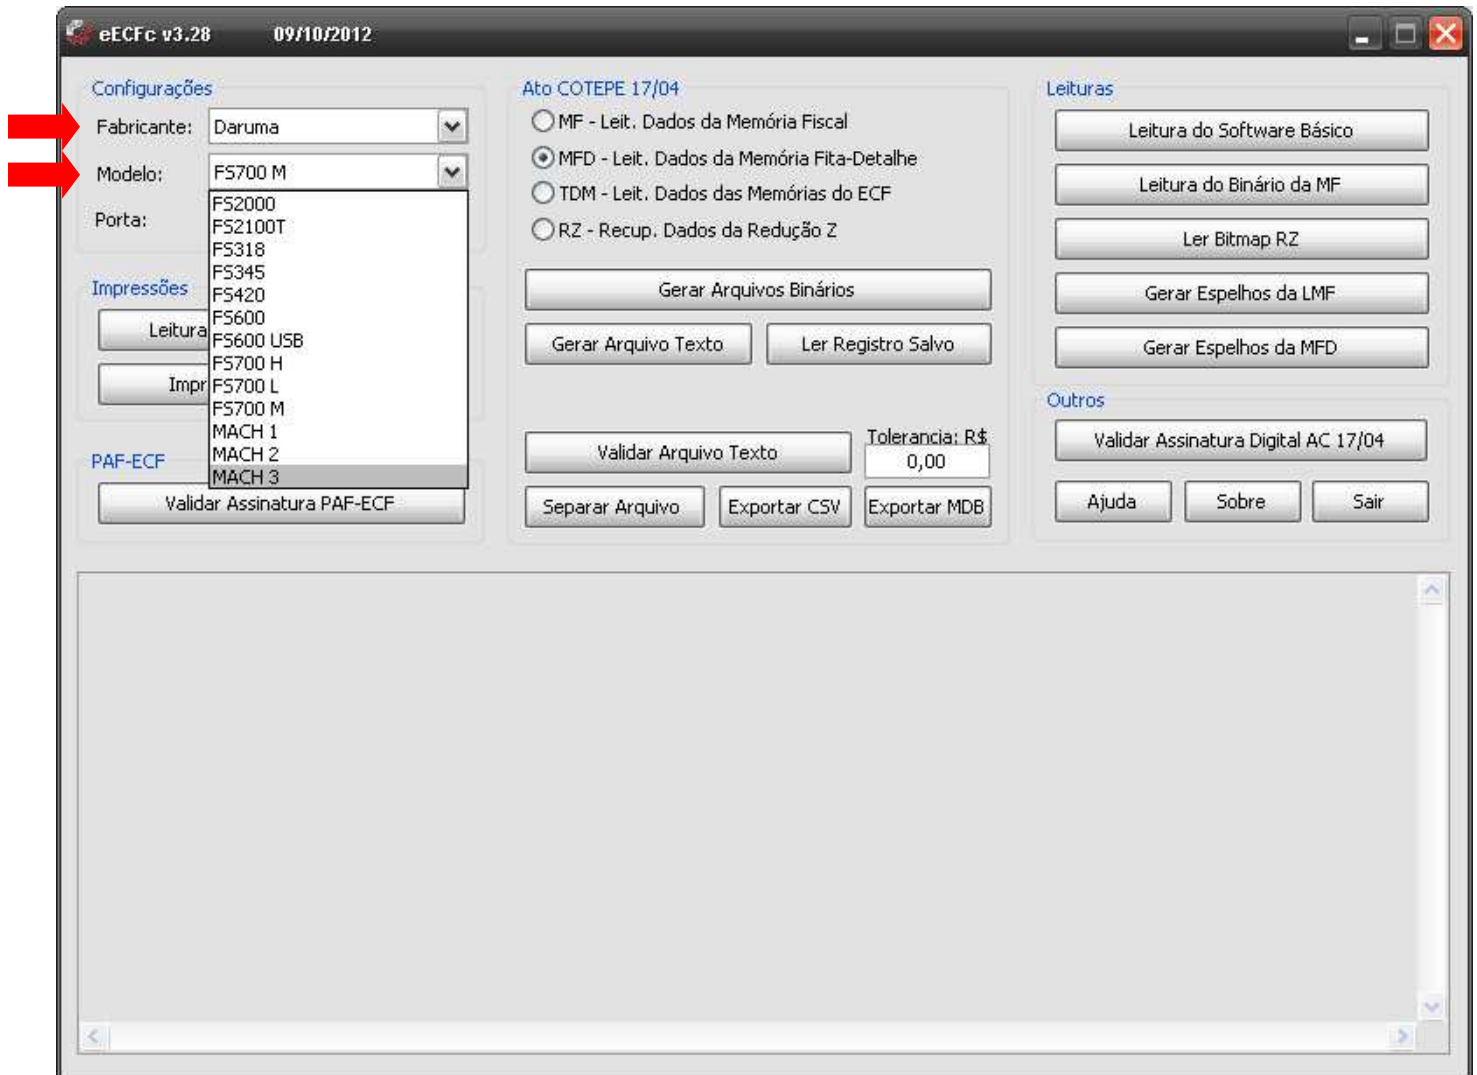 eECFc v3.28 09/10/2012
Configurações
Fabricante: Daruma
Modelo: FS700 M
FS2000
FS2100T
FS318
FS345
FS420
FS600
FS600 USB
FS700 H
FS700 L
FS700 M
MACH 1
MACH 2
MACH 3
Porta:
Impressões
Leitura
Impr
PAF-ECF
Validar Assinatura PAF-ECF
Ato COTEPE 17/04
MF - Leit. Dados da Memória Fiscal
MFD - Leit. Dados da Memória Fita-Detalhe
TDM - Leit. Dados das Memórias do ECF
RZ - Recup. Dados da Redução Z
Gerar Arquivos Binários
Gerar Arquivo Texto Ler Registro Salvo
Validar Arquivo Texto
Tolerancia: R$
0,00
Separar Arquivo Exportar CSV Exportar MDB
Leituras
Leitura do Software Básico
Leitura do Binário da MF
Ler Bitmap RZ
Gerar Espelhos da LMF
Gerar Espelhos da MFD
Outros
Validar Assinatura Digital AC 17/04
Ajuda Sobre Sair